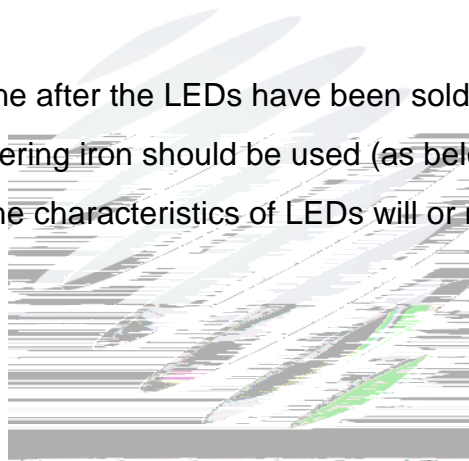 ne after the LEDs have been sold
ering iron should be used (as belo
ne characteristics of LEDs will or